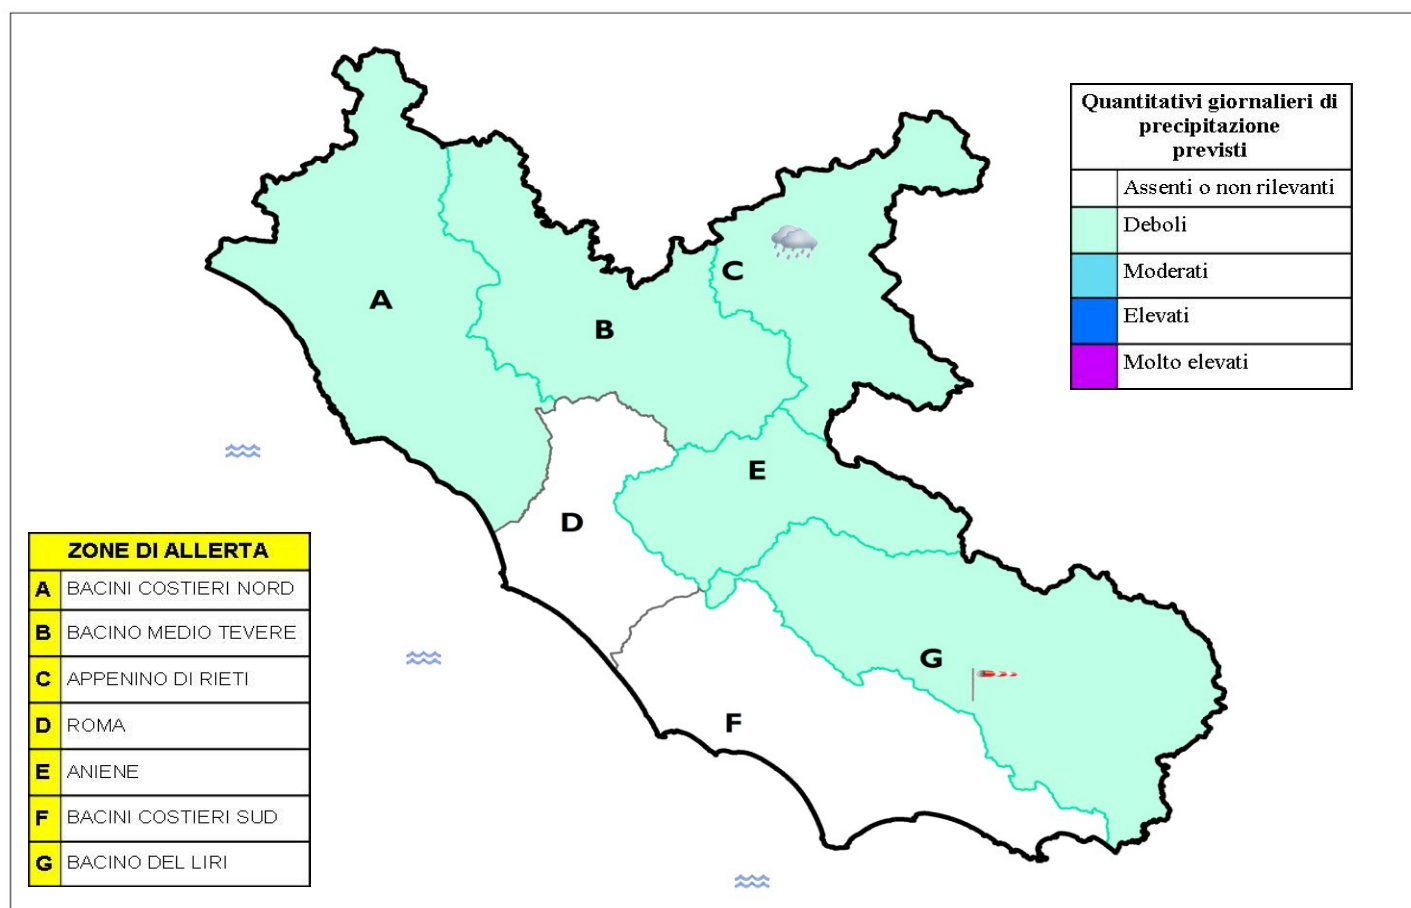 Quantitativi giornalieri di
precipitazione
previsti
Assenti o non rilevanti
Deboli
Moderati
Elevati
Molto elevati
A
B
C
D
E
F
G
ZONE DI ALLERTA
A BACINI COSTIERI NORD
B BACINO MEDIO TEVERE
C APPENINO DI RIETI
D ROMA
E ANIENE
F BACINI COSTIERI SUD
G BACINO DEL LIRI